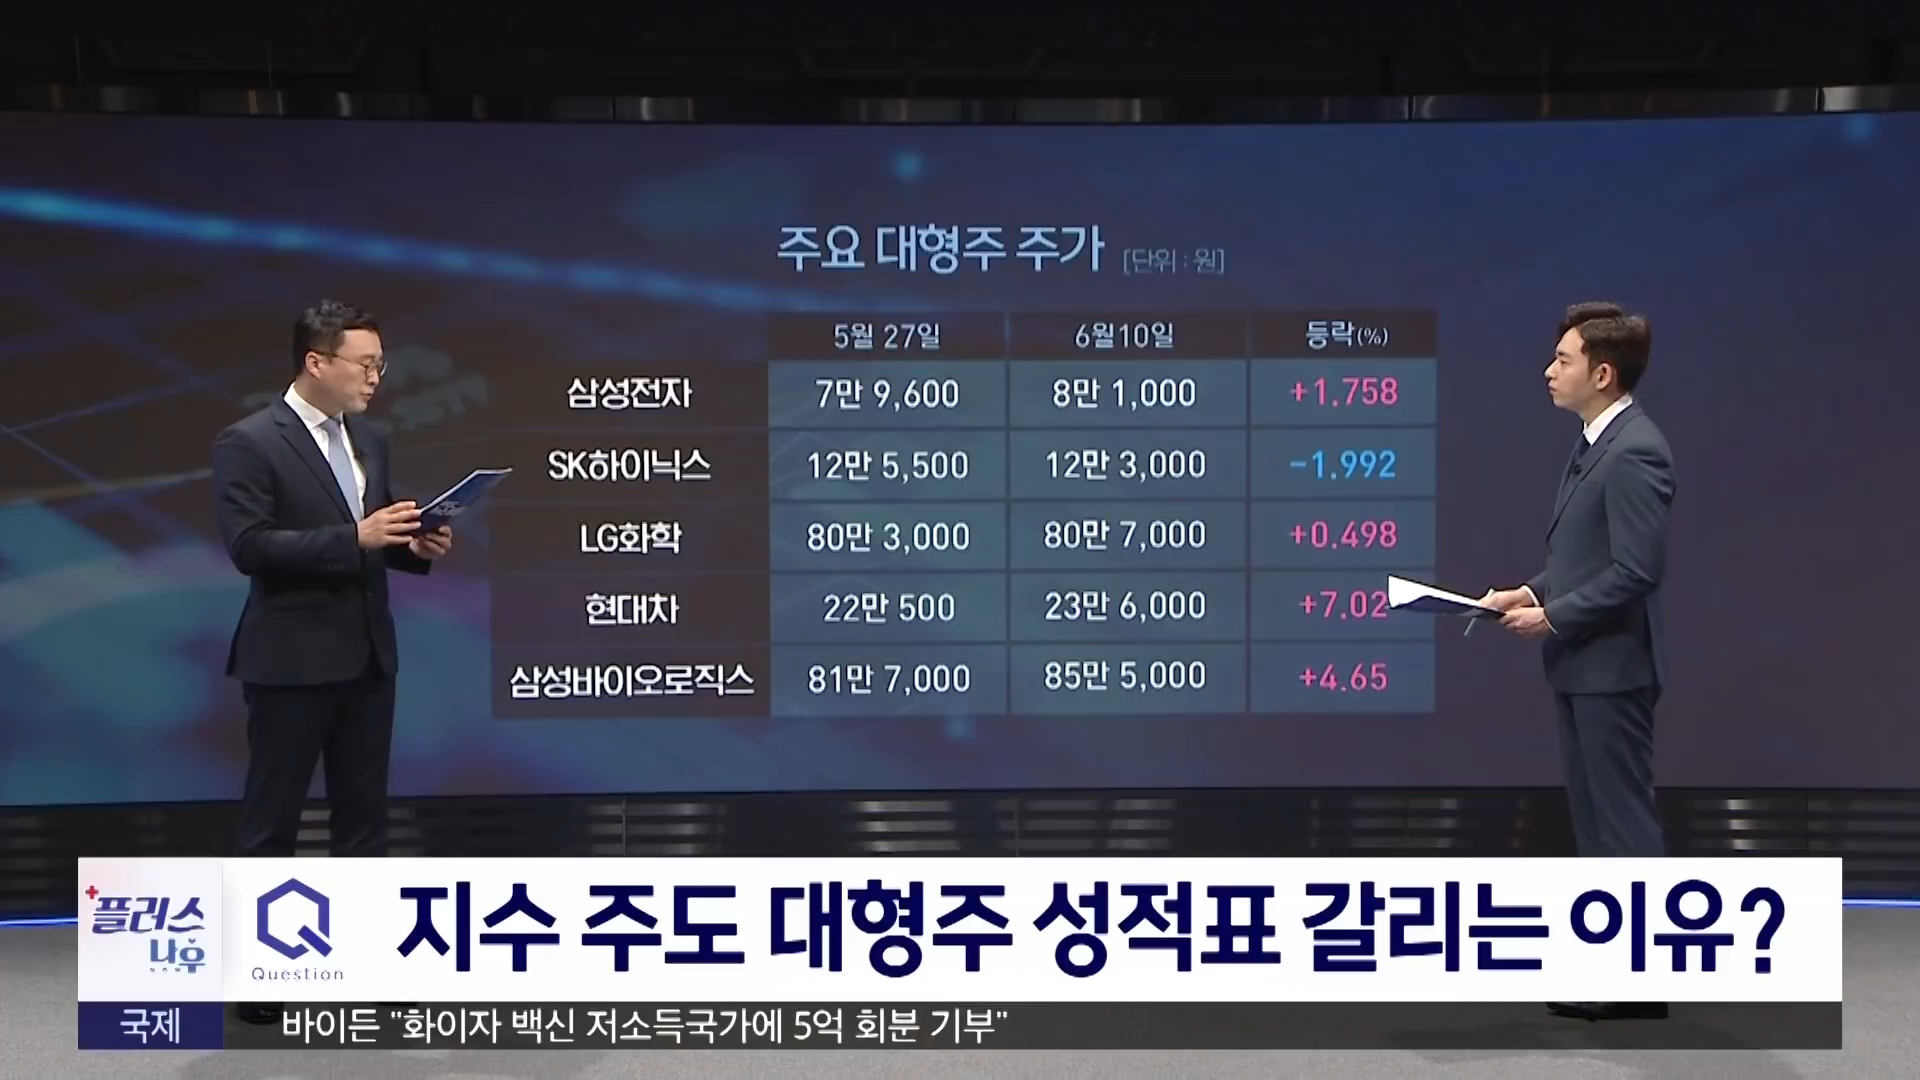 주요 대형주 주가 [단위 : 원]
5월 27일 6월10일 등락(%)
삼성전자 7만 9,600 8만 1,000 +1.758
SK하이닉스 12만 5,500 12만 3,000 -1.992
LG화학 80만 3,000 80만 7,000 +0.498
현대차 22만 500 23만 6,000 +7.02
삼성바이오로직스 81만 7,000 85만 5,000 +4.65
+플러스
나우
NOW
Question
지수 주도 대형주 성적표 갈리는 이유?
국제 바이든 "화이자 백신 저소득국가에 5억 회분 기부"